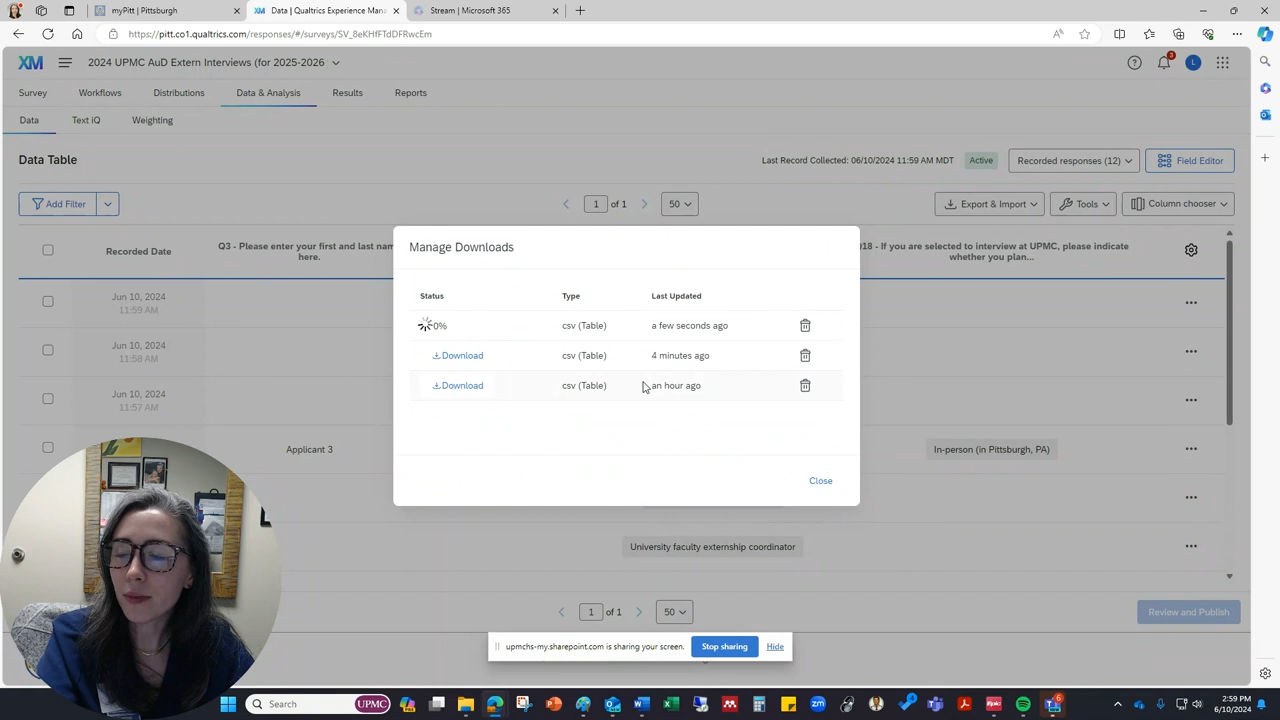 myPitt | Pittsburgh
Data | Qualtrics Experience Mana
Stream | Microsoft 365
https://pitt.co1.qualtrics.com/responses/#/surveys/SV_8eKHfFTdDFRwcEm
XM
2024 UPMC AuD Extern Interviews (for 2025-2026
3
L
Survey
Workflows
Distributions
Data & Analysis
Results
Reports
Data
Text iQ
Weighting
Data Table
Last Record Collected: 06/10/2024 11:59 AM MDT
Active
Recorded responses (12)
Field Editor
Add Filter
1 of 1
50
Export & Import
Tools
Column chooser
Recorded Date
Q3 - Please enter your first and last nam
here.
18 - If you are selected to interview at UPMC, please indicate
whether you plan...
Manage Downloads
Status
Type
Last Updated
0%
csv (Table)
a few seconds ago
Download
csv (Table)
4 minutes ago
Download
csv (Table)
an hour ago
Close
Jun 10, 2024
11:59 AM
Jun 10, 2024
11:58 AM
Jun 10, 2024
11:57 AM
Applicant 3
In-person (in Pittsburgh, PA)
University faculty externship coordinator
1 of 1
50
Review and Publish
upmchs-my.sharepoint.com is sharing your screen.
Stop sharing
Hide
Search
UPMC
2:59 PM
6/10/2024